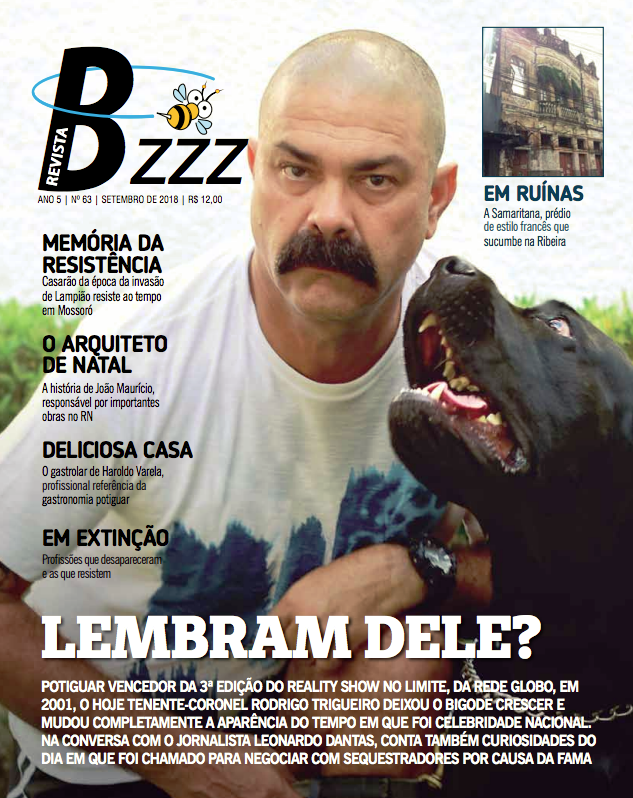 REVISTA
Bzzz
ANO 5 | Nº 63 | SETEMBRO DE 2018 | R$ 12,00
EM RUÍNAS
A Samaritana, prédio
de estilo francês que
sucumbe na Ribeira
MEMÓRIA DA
RESISTÊNCIA
Casarão da época da invasão
de Lampião resiste ao tempo
em Mossoró
O ARQUITETO
DE NATAL
A história de João Maurício,
responsável por importantes
obras no RN
DELICIOSA CASA
O gastrolar de Haroldo Varela,
profissional referência da
gastronomia potiguar
EM EXTINÇÃO
Profissões que desapareceram
e as que resistem
LEMBRAM DELE?
POTIGUAR VENCEDOR DA 3ª EDIÇÃO DO REALITY SHOW NO LIMITE, DA REDE GLOBO, EM
2001, O HOJE TENENTE-CORONEL RODRIGO TRIGUEIRO DEIXOU O BIGODE CRESCER E
MUDOU COMPLETAMENTE A APARÊNCIA DO TEMPO EM QUE FOI CELEBRIDADE NACIONAL.
NA CONVERSA COM O JORNALISTA LEONARDO DANTAS, CONTA TAMBÉM CURIOSIDADES DO
DIA EM QUE FOI CHAMADO PARA NEGOCIAR COM SEQUESTRADORES POR CAUSA DA FAMA